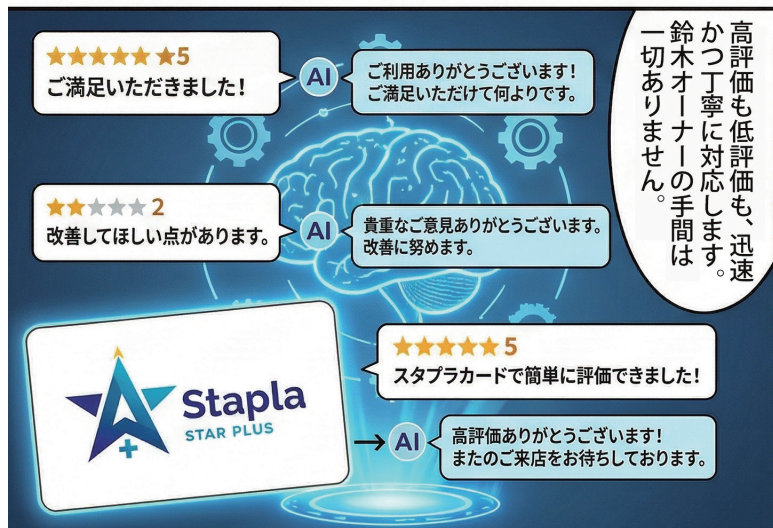 高評価も低評価も、迅速
かつ丁寧に対応します。
鈴木オーナーの手間は
一切ありません。
★★★★★★5
ご満足いただきました！
AI
ご利用ありがとうございます！
ご満足いただけて何よりです。
★★★★★2
改善してほしい点があります。
AI
貴重なご意見ありがとうございます。
改善に努めます。
★★★★★5
スタプラカードで簡単に評価できました！
Stapla
STAR PLUS
→ AI
高評価ありがとうございます！
またのご来店をお待ちしております。